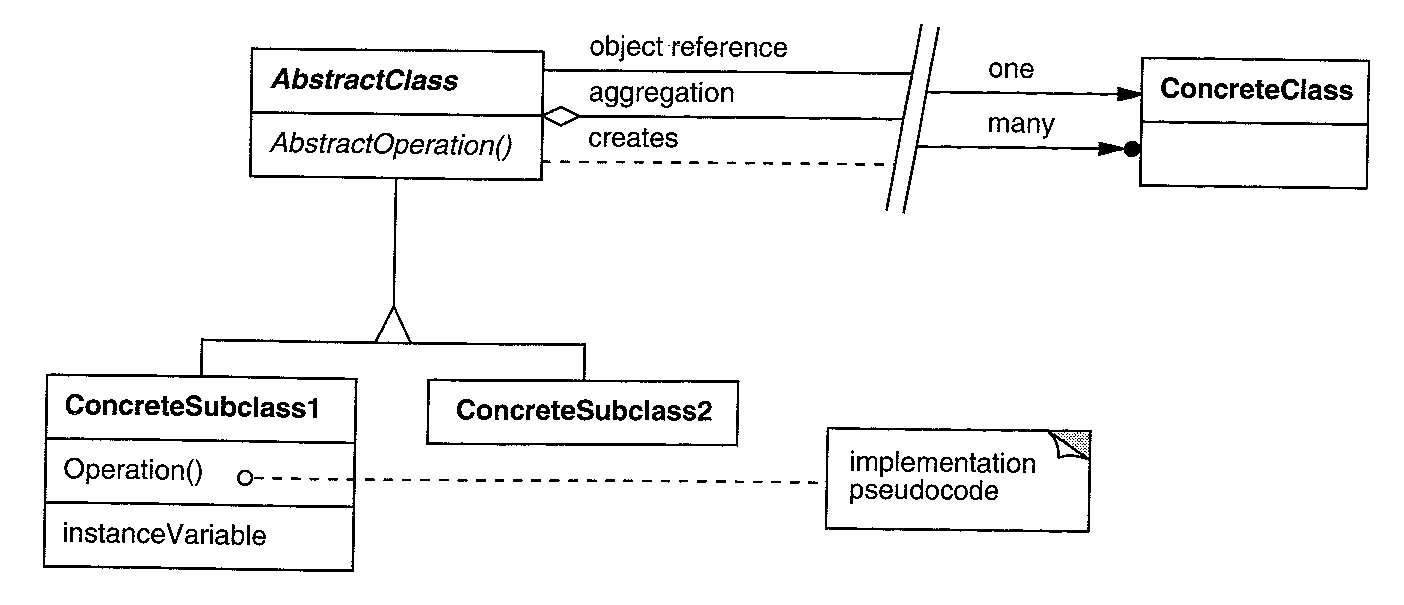 object reference
AbstractClass
one
ConcreteClass
aggregation
many
creates
AbstractOperation()
ConcreteSubclass1
ConcreteSubclass2
Operation()
implementation
pseudocode
instanceVariable